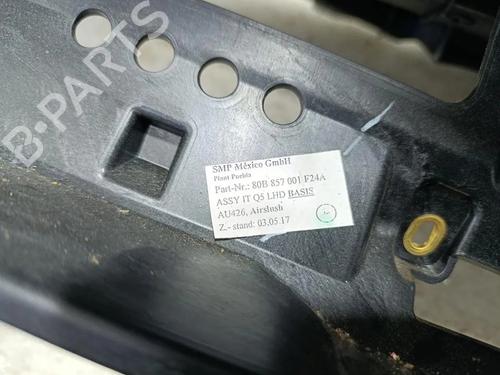 B-PARTS
SMP México GmbH
Plant Puebla
Part-Nr.: 80B 857 001 F24A
ASSY IT Q5 LHD BASIS
AU426, Airslush
Z.- stand: 03.05.17